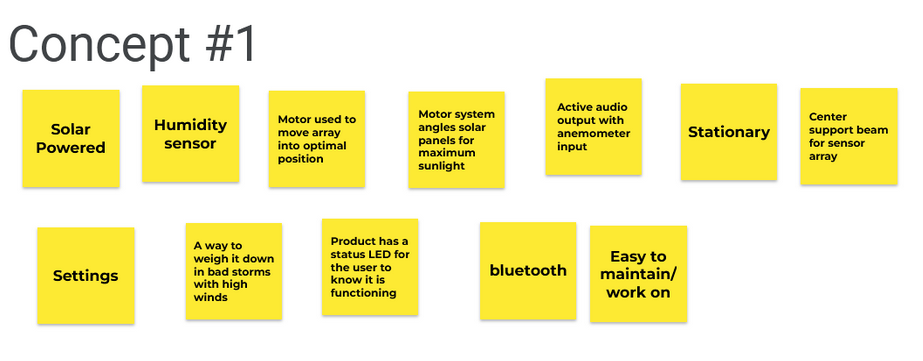 Concept #1
Solar
Powered
Humidity
sensor
Motor used to
move array
into optimal
position
Motor system
angles solar
panels for
maximum
sunlight
Active audio
output with
anemometer
input
Stationary
Center
support beam
for sensor
array
Settings
A way to
weigh it down
in bad storms
with high
winds
Product has a
status LED for
the user to
know it is
functioning
bluetooth
Easy to
maintain/
work on